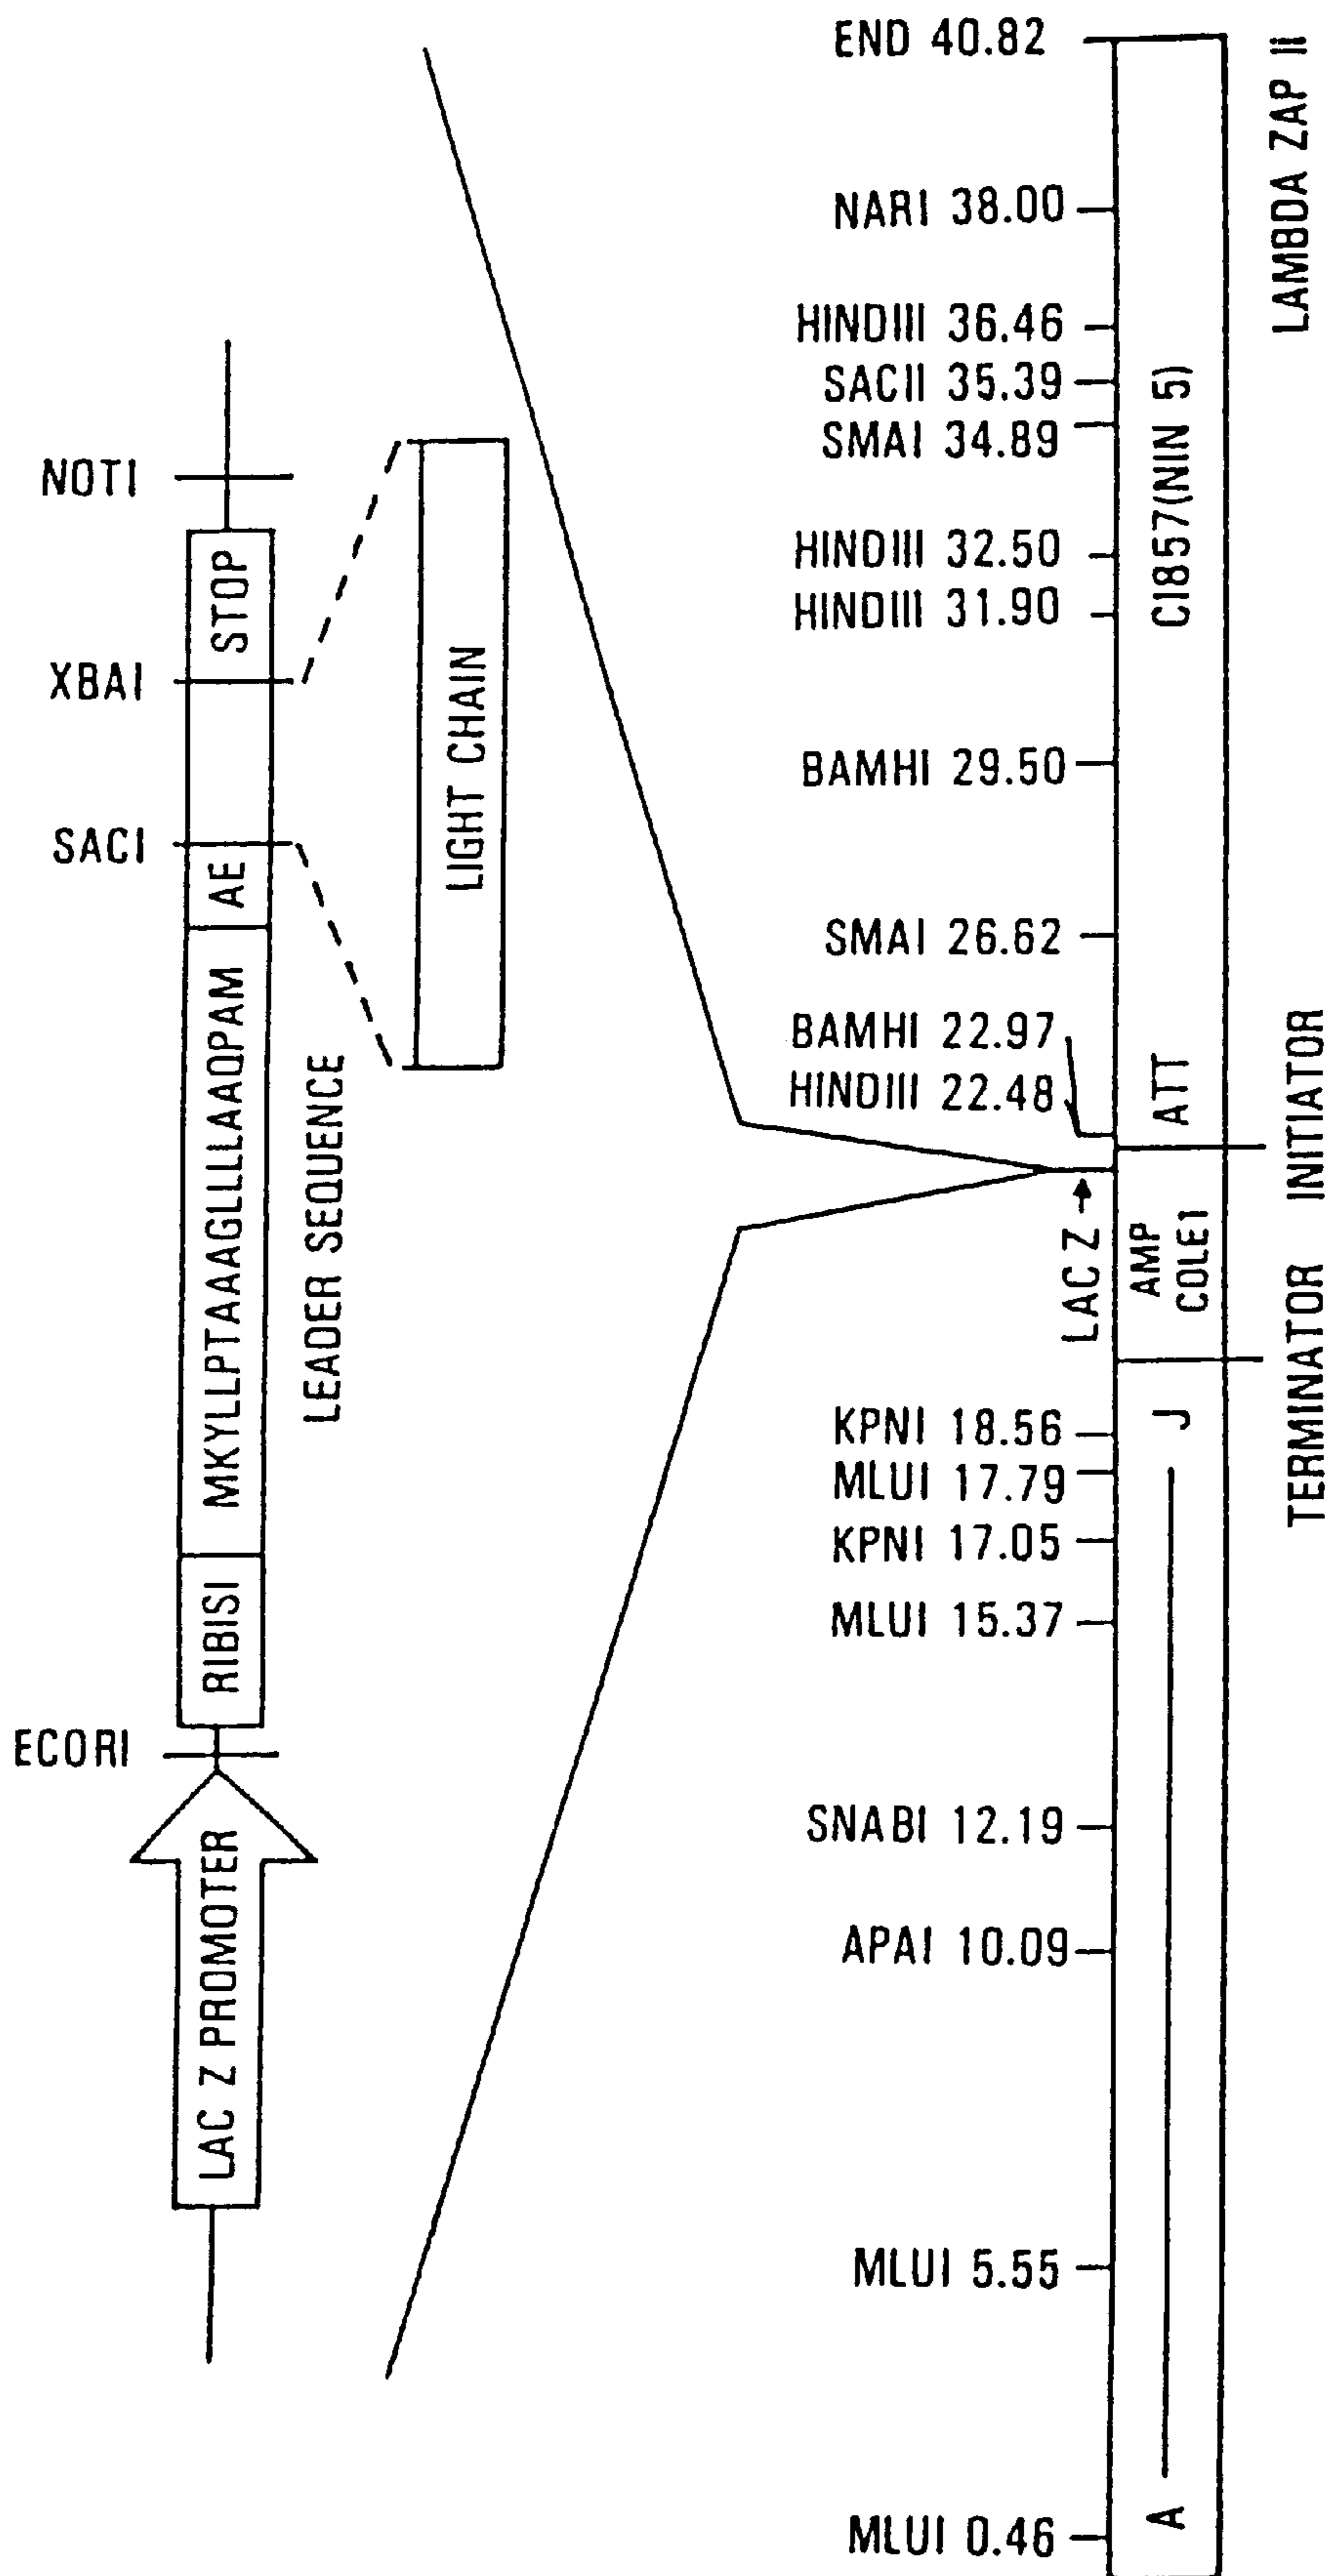 END 40.82
NARI 38.00
HINDIII 36.46
SACII 35.39
SMAI 34.89
HINDIII 32.50
HINDIII 31.90
BAMHI 29.50
SMAI 26.62
BAMHI 22.97
HINDIII 22.48
LAC Z
KPNI 18.56
MLUI 17.79
KPNI 17.05
MLUI 15.37
SNABI 12.19
APAI 10.09
MLUI 5.55
MLUI 0.46
LAMBDA ZAP II
CI857(NIN 5)
ATT
AMP
COLE1
J
A
INITIATOR
TERMINATOR
NOTI
STOP
XBAI
SACI
AE
LIGHT CHAIN
MKYLLPTAAAGLLLLAAQPAM
LEADER SEQUENCE
RIBISI
ECORI
LAC Z PROMOTER